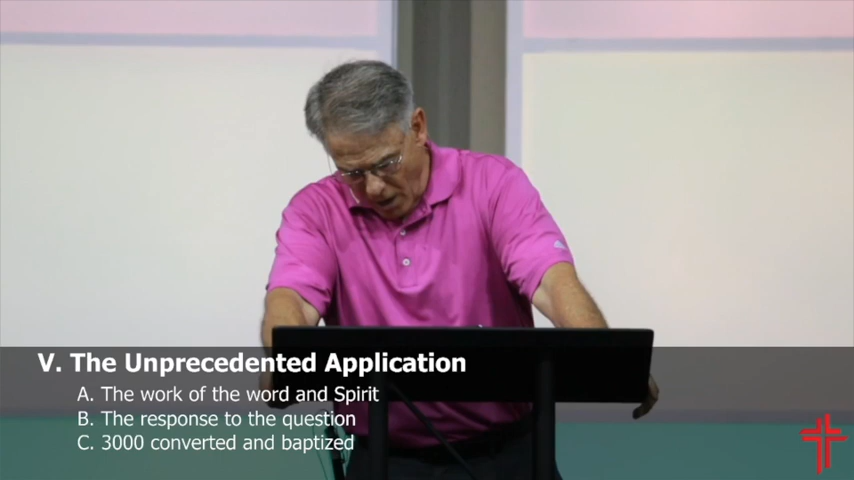 V. The Unprecedented Application
A. The work of the word and Spirit
B. The response to the question
C. 3000 converted and baptized